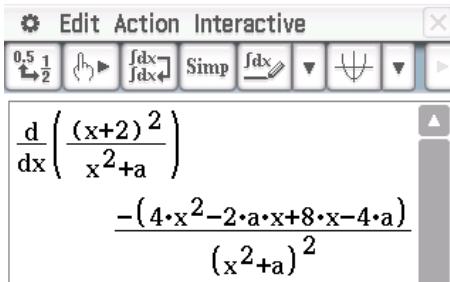 Edit Action Interactive
0.5 1/2 ∫dx ∫dx Simp ∫dx
d/dx((x+2)^2/(x^2+a))
-(4·x^2-2·a·x+8·x-4·a)/(x^2+a)^2